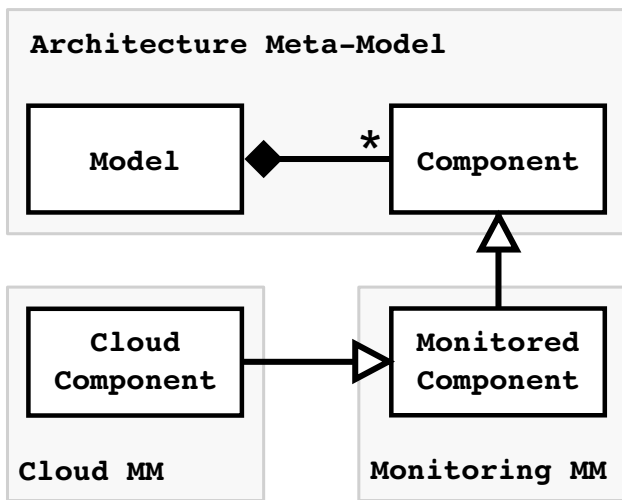 Architecture Meta-Model
Model
*
Component
Cloud
Component
Monitored
Component
Cloud MM
Monitoring MM